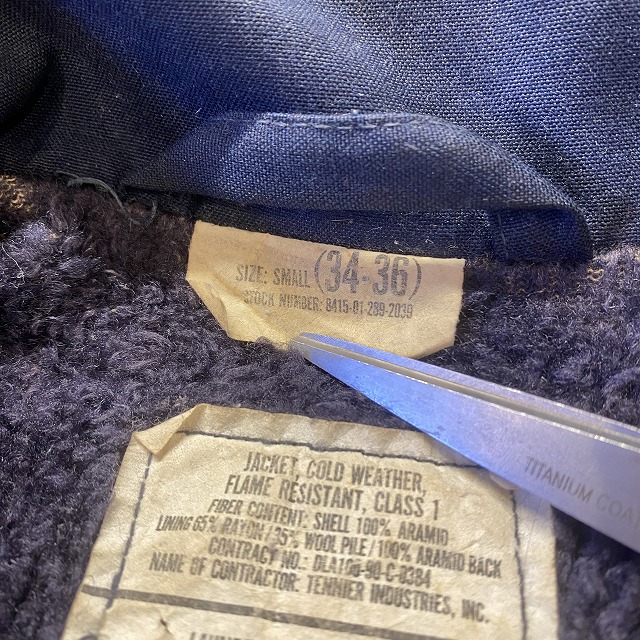 SIZE: SMALL (34-36)
STOCK NUMBER: 8415-01-289-2039
JACKET, COLD WEATHER,
FLAME RESISTANT, CLASS 1
FIBER CONTENT: SHELL 100% ARAMID
LINING 65% RAYON/35% WOOL PILE/100% ARAMID BACK
CONTRACT NO.: DLA100-90-C-0384
NAME OF CONTRACTOR: TENNIER INDUSTRIES, INC.
TITANIUM